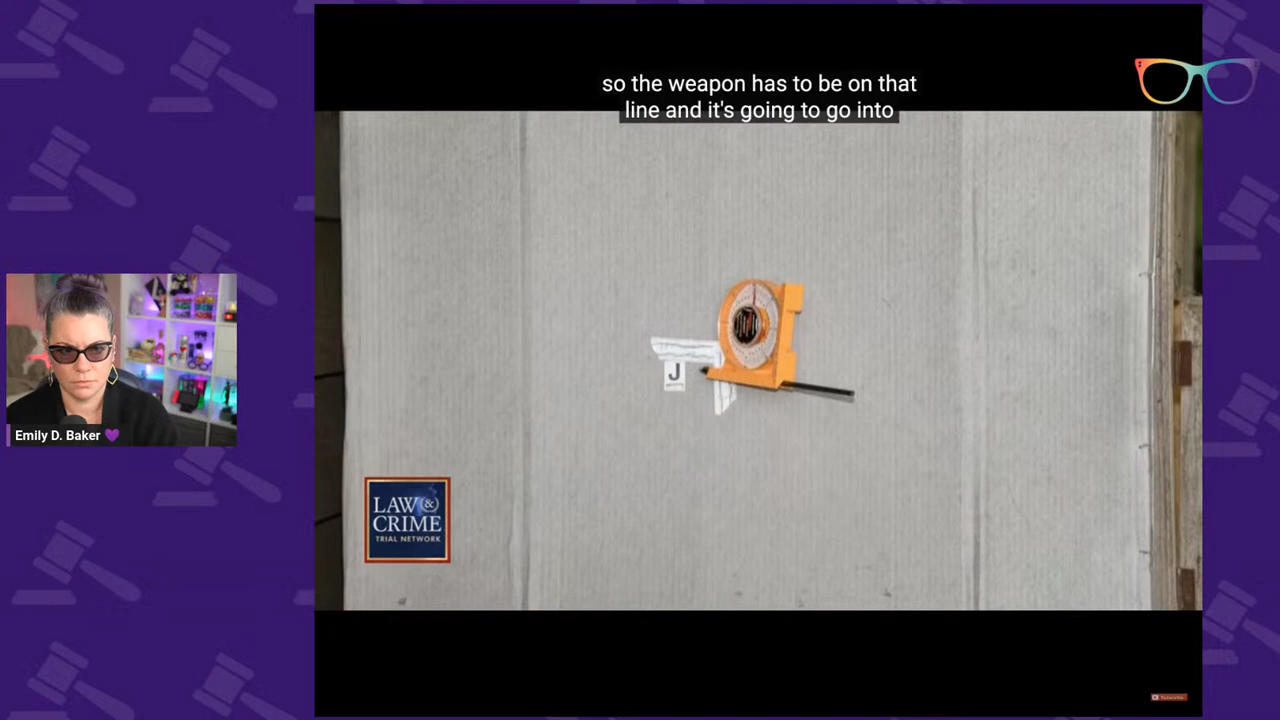 so the weapon has to be on that
line and it's going to go into
J
LAW & CRIME
TRIAL NETWORK
Emily D. Baker 💜
Subscribe